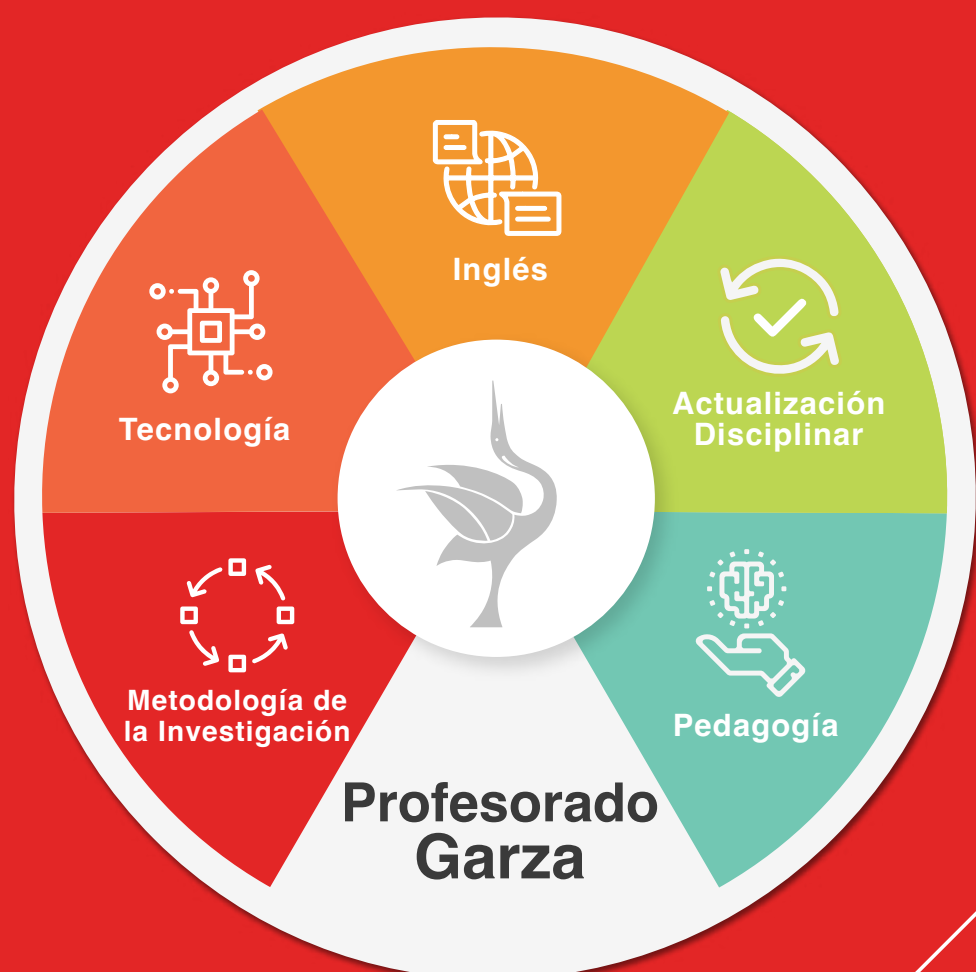 Inglés
Actualización
Disciplinar
Tecnología
Metodología de
la Investigación
Pedagogía
Profesorado
Garza